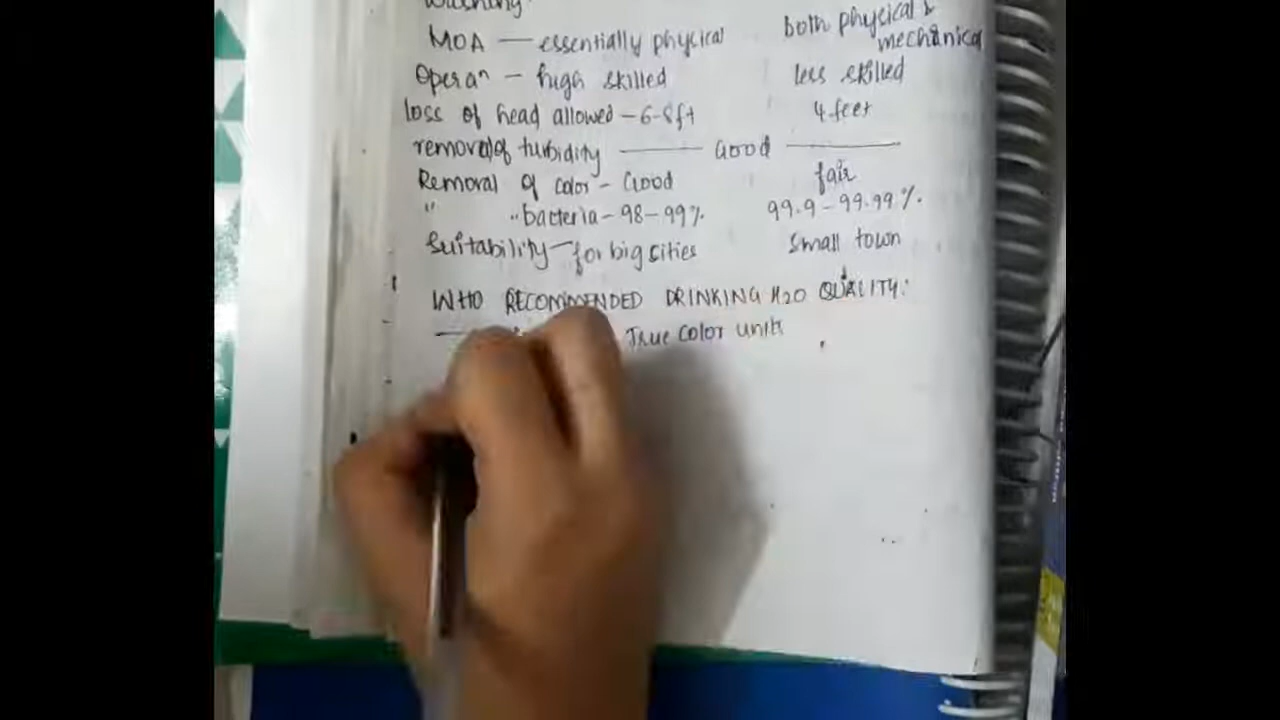 Washing
MOA — essentially physical both physical &
mechanical
Operan – high skilled less skilled
loss of head allowed – 6-8ft 4 feet
removal of turbidity —— Good ——
Removal of color – Good fair
" " bacteria – 98-99% 99.9-99.99%.
Suitability – for big cities small town
WHO RECOMMENDED DRINKING H2O QUALITY:
True color units